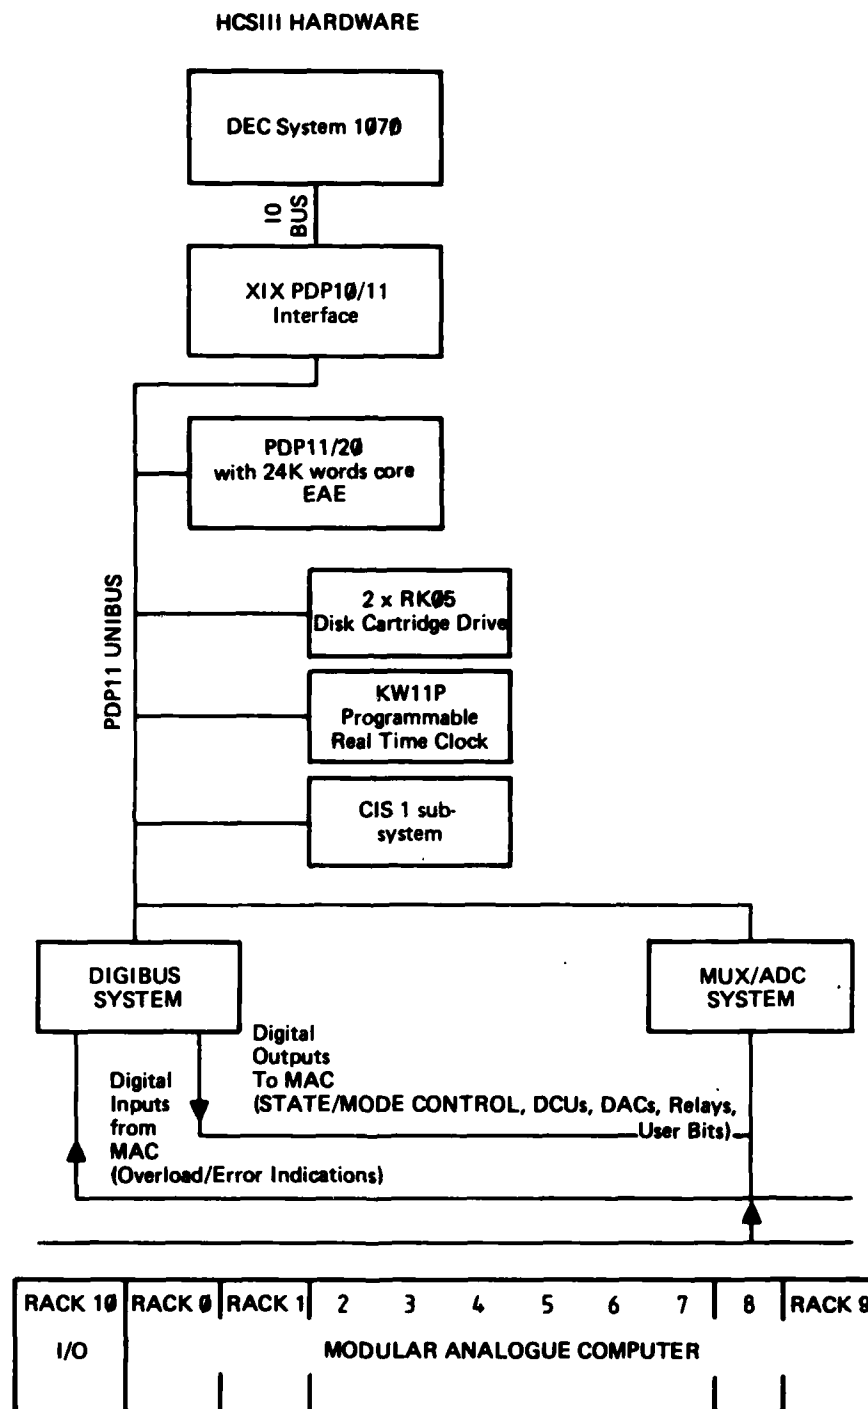 HCSIII HARDWARE
DEC System 1070
IO
BUS
XIX PDP10/11
Interface
PDP11/20
with 24K words core
EAE
PDP11 UNIBUS
2 x RK05
Disk Cartridge Drive
KW11P
Programmable
Real Time Clock
CIS 1 sub-
system
DIGIBUS
SYSTEM
MUX/ADC
SYSTEM
Digital
Outputs
To MAC
(STATE/MODE CONTROL, DCUs, DACs, Relays,
User Bits)
Digital
Inputs
from
MAC
(Overload/Error Indications)
RACK 10 RACK 0 RACK 1 2 3 4 5 6 7 8 RACK 9
I/O MODULAR ANALOGUE COMPUTER